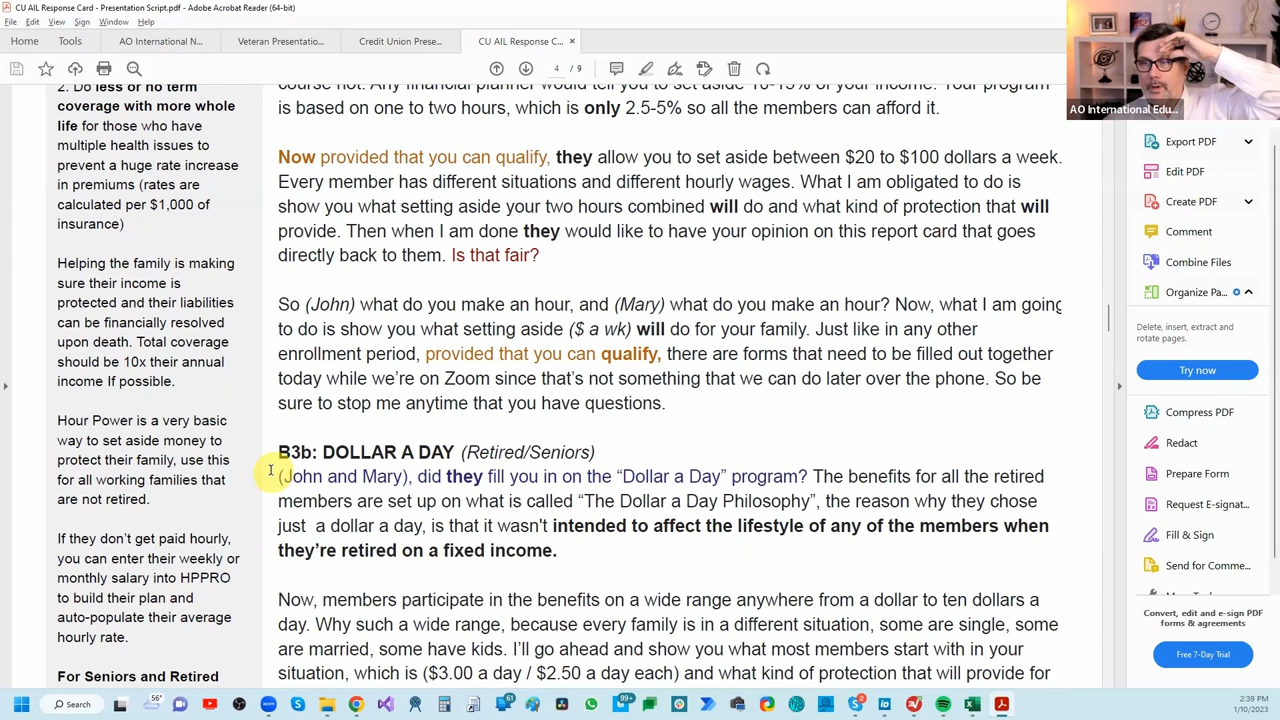 CU AIL Response Card - Presentation Script.pdf - Adobe Acrobat Reader (64-bit)
File Edit View Sign Window Help
Home Tools AO International N... Veteran Presentatio... Credit Union Prese... CU AIL Response C... ×
4 / 9
AO International Edu...
2. Do less or no term
coverage with more whole
life for those who have
multiple health issues to
prevent a huge rate increase
in premiums (rates are
calculated per $1,000 of
insurance)
Helping the family is making
sure their income is
protected and their liabilities
can be financially resolved
upon death. Total coverage
should be 10x their annual
income If possible.
Hour Power is a very basic
way to set aside money to
protect their family, use this
for all working families that
are not retired.
If they don't get paid hourly,
you can enter their weekly or
monthly salary into HPPRO
to build their plan and
auto-populate their average
hourly rate.
For Seniors and Retired
course not. Any financial planner would tell you to set aside 10-15% of your income. Your program
is based on one to two hours, which is only 2.5-5% so all the members can afford it.
Now provided that you can qualify, they allow you to set aside between $20 to $100 dollars a week.
Every member has different situations and different hourly wages. What I am obligated to do is
show you what setting aside your two hours combined will do and what kind of protection that will
provide. Then when I am done they would like to have your opinion on this report card that goes
directly back to them. Is that fair?
So (John) what do you make an hour, and (Mary) what do you make an hour? Now, what I am going
to do is show you what setting aside ($ a wk) will do for your family. Just like in any other
enrollment period, provided that you can qualify, there are forms that need to be filled out together
today while we're on Zoom since that's not something that we can do later over the phone. So be
sure to stop me anytime that you have questions.
B3b: DOLLAR A DAY (Retired/Seniors)
(John and Mary), did they fill you in on the “Dollar a Day” program? The benefits for all the retired
members are set up on what is called “The Dollar a Day Philosophy”, the reason why they chose
just a dollar a day, is that it wasn't intended to affect the lifestyle of any of the members when
they're retired on a fixed income.
Now, members participate in the benefits on a wide range anywhere from a dollar to ten dollars a
day. Why such a wide range, because every family is in a different situation, some are single, some
are married, some have kids. I'll go ahead and show you what most members start with in your
situation, which is ($3.00 a day / $2.50 a day each) and what kind of protection that will provide for
Export PDF
Edit PDF
Create PDF
Comment
Combine Files
Organize Pa...
Delete, insert, extract and
rotate pages.
Try now
Compress PDF
Redact
Prepare Form
Request E-signat...
Fill & Sign
Send for Comme...
Convert, edit and e-sign PDF
forms & agreements
Free 7-Day Trial
Search
56°
61
99+
2:39 PM
1/10/2023